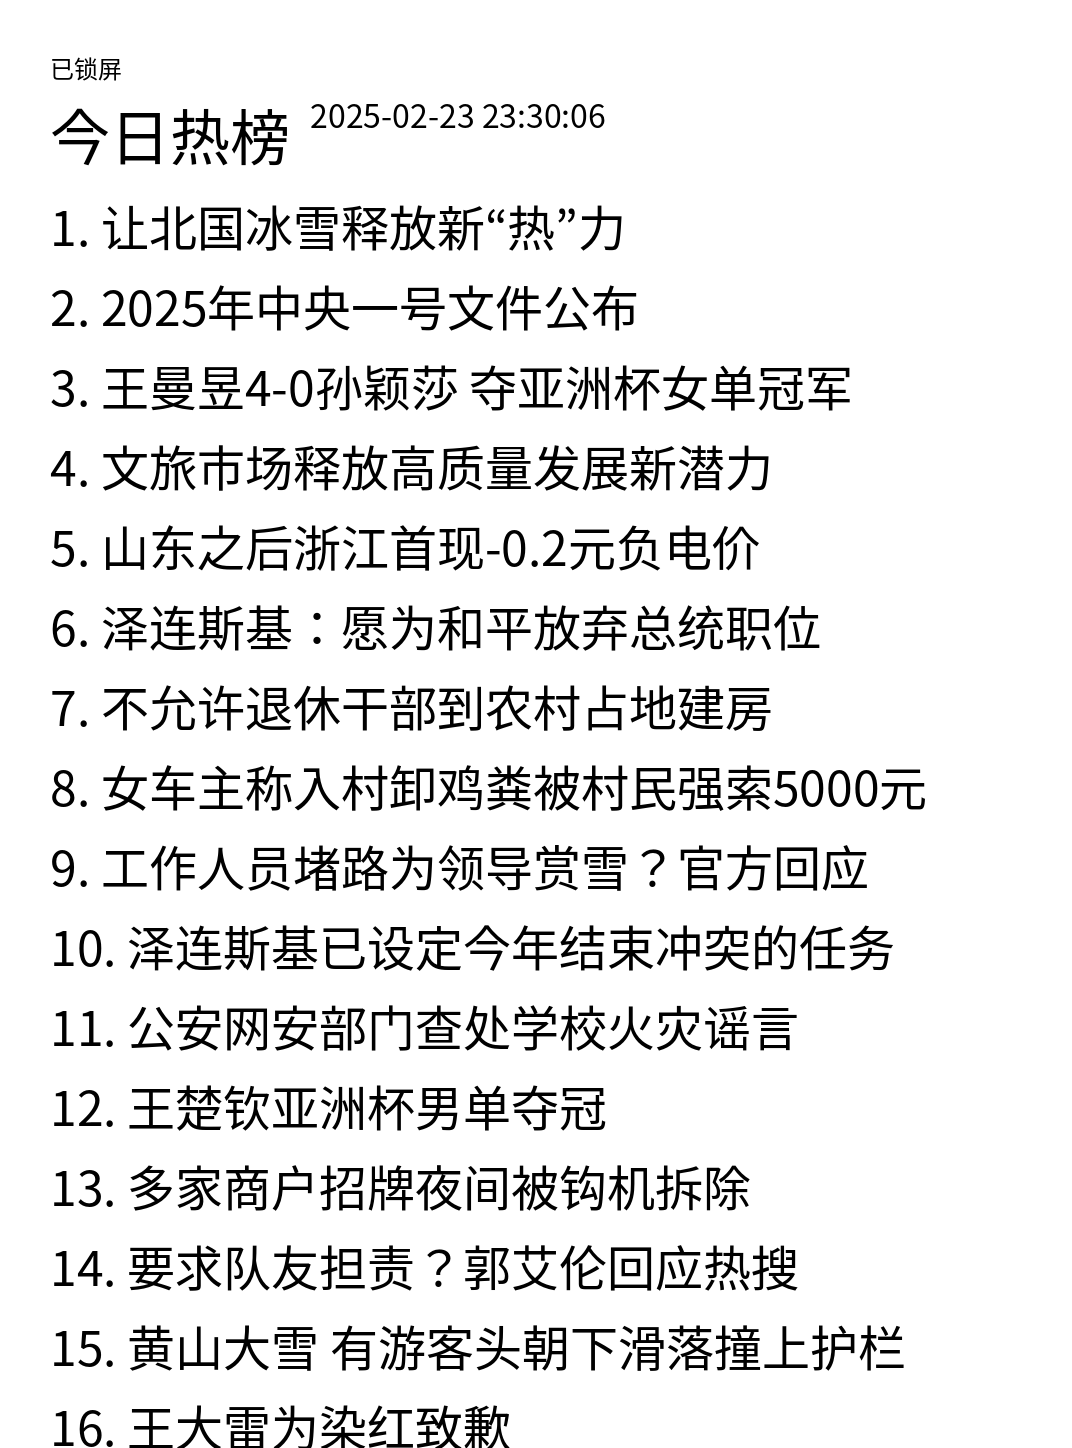 已锁屏
今日热榜 2025-02-23 23:30:06
1. 让北国冰雪释放新“热”力
2. 2025年中央一号文件公布
3. 王曼昱4-0孙颖莎 夺亚洲杯女单冠军
4. 文旅市场释放高质量发展新潜力
5. 山东之后浙江首现-0.2元负电价
6. 泽连斯基：愿为和平放弃总统职位
7. 不允许退休干部到农村占地建房
8. 女车主称入村卸鸡粪被村民强索5000元
9. 工作人员堵路为领导赏雪？官方回应
10. 泽连斯基已设定今年结束冲突的任务
11. 公安网安部门查处学校火灾谣言
12. 王楚钦亚洲杯男单夺冠
13. 多家商户招牌夜间被钩机拆除
14. 要求队友担责？郭艾伦回应热搜
15. 黄山大雪 有游客头朝下滑落撞上护栏
16. 王大雷为染红致歉